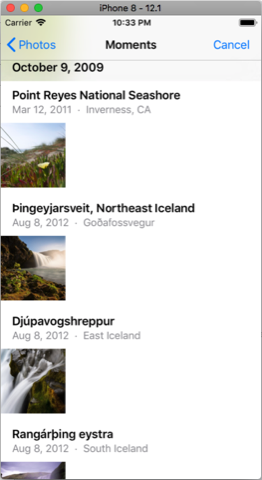 iPhone 8 - 12.1
Carrier 10:33 PM
Photos Moments Cancel
October 9, 2009
Point Reyes National Seashore
Mar 12, 2011 · Inverness, CA
Þingeyjarsveit, Northeast Iceland
Aug 8, 2012 · Goðafossvegur
Djúpavogshreppur
Aug 8, 2012 · East Iceland
Rangárþing eystra
Aug 8, 2012 · South Iceland